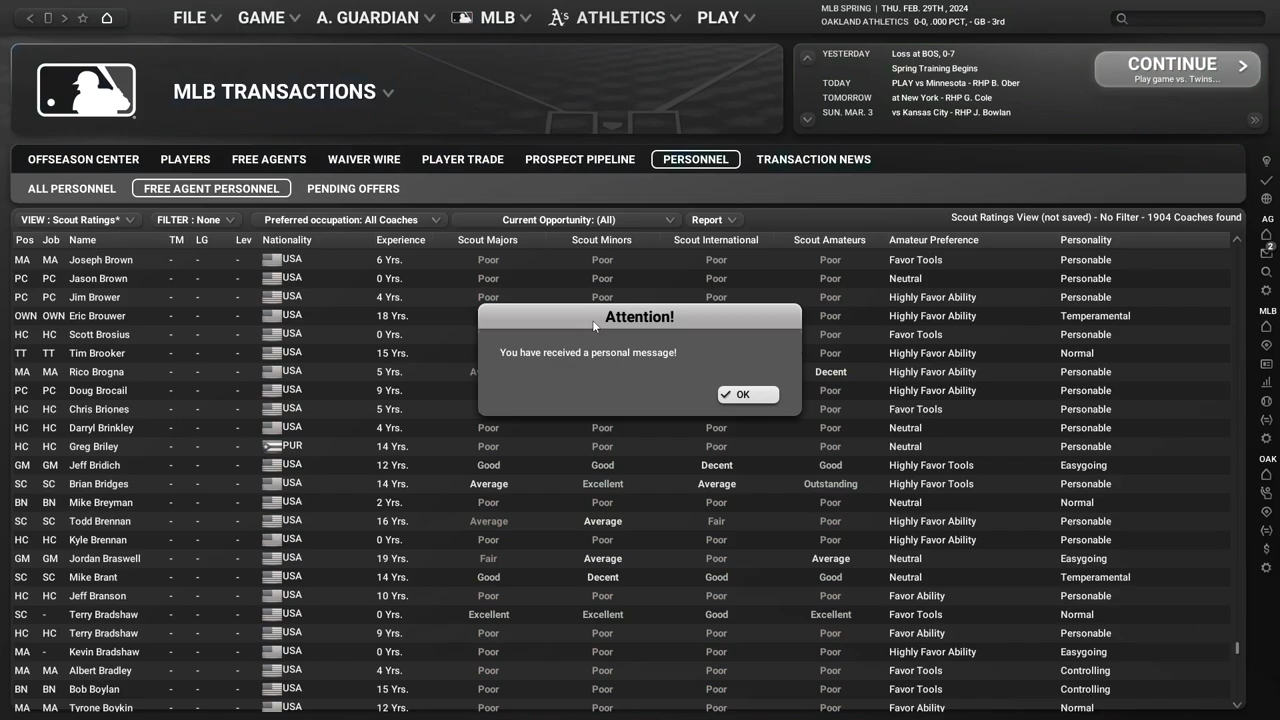 FILE GAME A. GUARDIAN MLB A's ATHLETICS PLAY
MLB SPRING | THU. FEB. 29TH , 2024
OAKLAND ATHLETICS 0-0, .000 PCT, - GB - 3rd
MLB TRANSACTIONS
YESTERDAY Loss at BOS, 0-7
Spring Training Begins
TODAY PLAY vs Minnesota - RHP B. Ober
TOMORROW at New York - RHP G. Cole
SUN. MAR. 3 vs Kansas City - RHP J. Bowlan
CONTINUE
Play game vs. Twins...
OFFSEASON CENTER PLAYERS FREE AGENTS WAIVER WIRE PLAYER TRADE PROSPECT PIPELINE PERSONNEL TRANSACTION NEWS
ALL PERSONNEL FREE AGENT PERSONNEL PENDING OFFERS
VIEW : Scout Ratings* FILTER : None Preferred occupation: All Coaches Current Opportunity: (All) Report Scout Ratings View (not saved) - No Filter - 1904 Coaches found
Pos Job Name TM LG Lev Nationality Experience Scout Majors Scout Minors Scout International Scout Amateurs Amateur Preference Personality
MA MA Joseph Brown - - - USA 6 Yrs. Poor Poor Poor Poor Favor Tools Personable
PC PC Jason Brown - - - USA 0 Yrs. Poor Poor Poor Poor Neutral Personable
PC PC Jim Brower - - - USA 4 Yrs. Poor Poor Poor Poor Highly Favor Ability Personable
OWN OWN Eric Brouwer - - - USA 18 Yrs. Poor Highly Favor Ability Temperamental
HC HC Scott Brosius - - - USA 0 Yrs. Poor Favor Tools Personable
TT TT Tim Brooker - - - USA 15 Yrs. Poor Highly Favor Ability Normal
MA MA Rico Brogna - - - USA 5 Yrs. Decent Highly Favor Ability Personable
PC PC Doug Brocail - - - USA 9 Yrs. Poor Highly Favor Ability Personable
HC HC Chris Briones - - - USA 5 Yrs. Poor Favor Tools Personable
HC HC Darryl Brinkley - - - USA 4 Yrs. Poor Poor Poor Poor Neutral Personable
HC HC Greg Briley - - - PUR 14 Yrs. Poor Poor Poor Poor Neutral Personable
GM GM Jeff Bridich - - - USA 12 Yrs. Good Good Decent Good Highly Favor Tools Easygoing
SC SC Brian Bridges - - - USA 14 Yrs. Average Excellent Average Outstanding Highly Favor Tools Personable
BN BN Mike Breyman - - - USA 2 Yrs. Poor Poor Poor Poor Neutral Normal
SC SC Todd Brennan - - - USA 16 Yrs. Average Average Fair Poor Highly Favor Ability Personable
HC HC Kyle Brennan - - - USA 0 Yrs. Poor Poor Poor Poor Highly Favor Ability Personable
GM GM Jordan Braswell - - - USA 19 Yrs. Fair Average Poor Average Neutral Easygoing
SC SC Mike Brant - - - USA 14 Yrs. Good Decent Good Good Neutral Temperamental
HC HC Jeff Branson - - - USA 10 Yrs. Poor Poor Poor Poor Favor Ability Personable
SC - Terry Bradshaw - - - USA 0 Yrs. Excellent Excellent Good Excellent Favor Tools Normal
HC HC Terry Bradshaw - - - USA 9 Yrs. Poor Poor Poor Poor Favor Ability Personable
MA - Kevin Bradshaw - - - USA 0 Yrs. Poor Poor Poor Poor Highly Favor Ability Easygoing
MA MA Albert Bradley - - - USA 4 Yrs. Poor Poor Poor Poor Favor Tools Controlling
BN BN Bob Boylan - - - USA 15 Yrs. Poor Poor Poor Poor Favor Tools Controlling
MA MA Tyrone Boykin - - - USA 12 Yrs. Poor Poor Poor Poor Favor Ability Normal
Attention!
You have received a personal message!
OK
AG
2
MLB
OAK
$